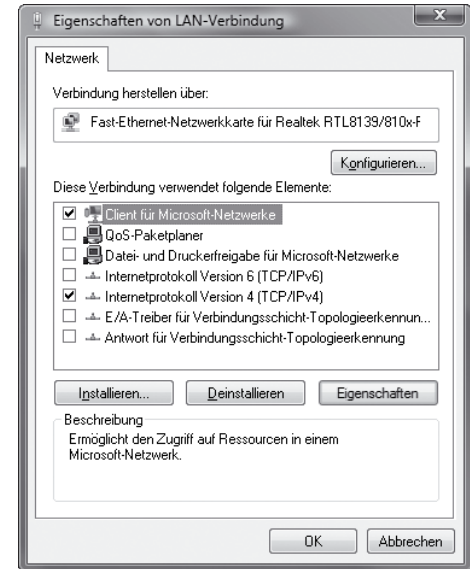 Eigenschaften von LAN-Verbindung
Netzwerk
Verbindung herstellen über:
Fast-Ethernet-Netzwerkkarte für Realtek RTL8139/810x-F
Konfigurieren...
Diese Verbindung verwendet folgende Elemente:
Client für Microsoft-Netzwerke
QoS-Paketplaner
Datei- und Druckerfreigabe für Microsoft-Netzwerke
Internetprotokoll Version 6 (TCP/IPv6)
Internetprotokoll Version 4 (TCP/IPv4)
E/A-Treiber für Verbindungsschicht-Topologieerkennun...
Antwort für Verbindungsschicht-Topologieerkennung
Installieren... Deinstallieren Eigenschaften
Beschreibung
Ermöglicht den Zugriff auf Ressourcen in einem
Microsoft-Netzwerk.
OK Abbrechen